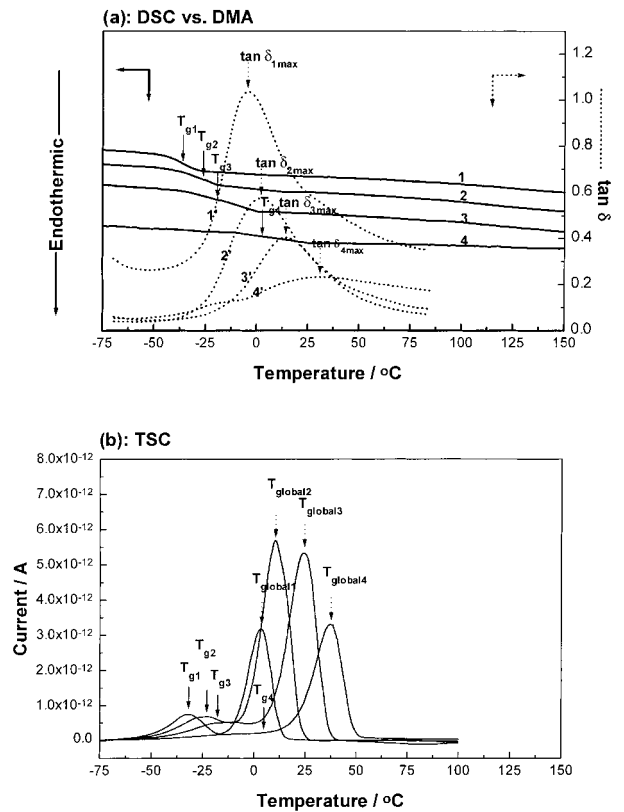 (a): DSC vs. DMA
tan δ1max
1.2
1.0
0.8
0.6
0.4
0.2
0.0
tan δ
Endothermic
Tg1
Tg2
Tg3
tan δ2max
Tg4
tan δ3max
tan δ4max
1
2
3
4
1'
2'
3'
4'
-75 -50 -25 0 25 50 75 100 125 150
Temperature / oC
(b): TSC
8.0x10-12
7.0x10-12
6.0x10-12
5.0x10-12
4.0x10-12
3.0x10-12
2.0x10-12
1.0x10-12
0.0
Current / A
Tglobal2
Tglobal3
Tglobal1
Tglobal4
Tg2
Tg1
Tg3
Tg4
-75 -50 -25 0 25 50 75 100 125 150
Temperature / oC